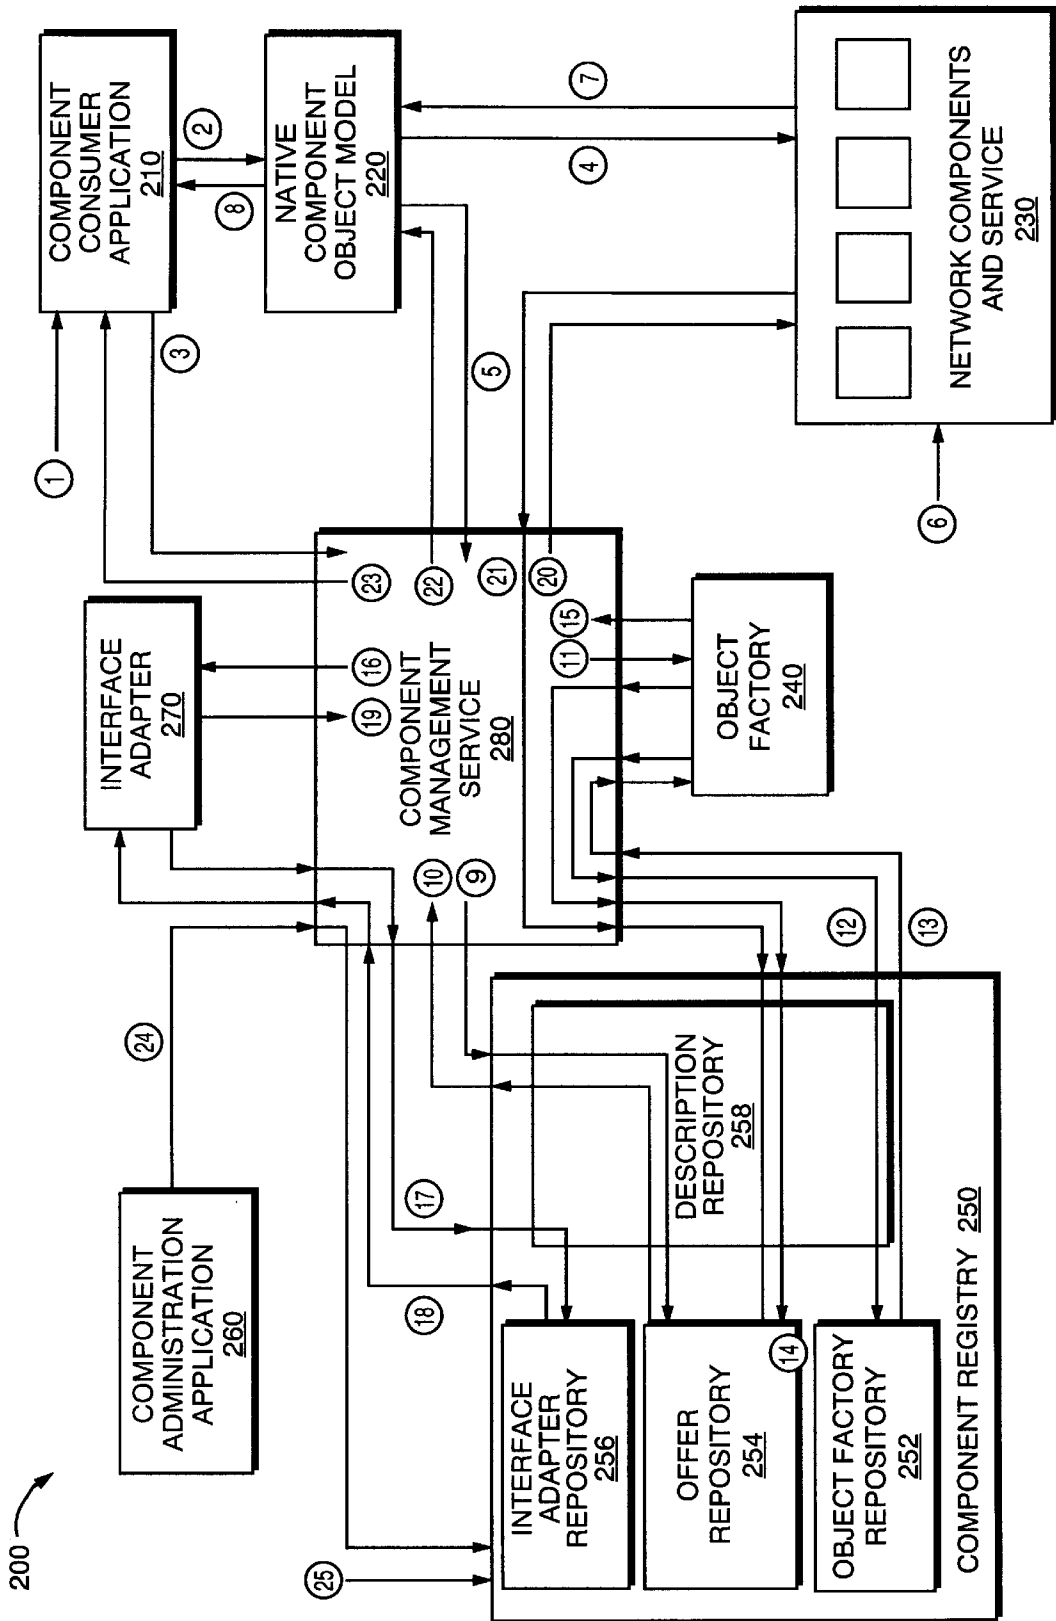 200
COMPONENT
ADMINISTRATION
APPLICATION
260
24
25
INTERFACE
ADAPTER
270
1
COMPONENT
CONSUMER
APPLICATION
210
2
8
3
NATIVE
COMPONENT
OBJECT MODEL
220
5
4
7
17
18
16
19
23
22
21
20
10
9
COMPONENT
MANAGEMENT
SERVICE
280
11
15
INTERFACE
ADAPTER
REPOSITORY
256
OFFER
REPOSITORY
254
14
OBJECT FACTORY
REPOSITORY
252
DESCRIPTION
REPOSITORY
258
12
13
COMPONENT REGISTRY 250
OBJECT
FACTORY
240
6
NETWORK COMPONENTS
AND SERVICE
230